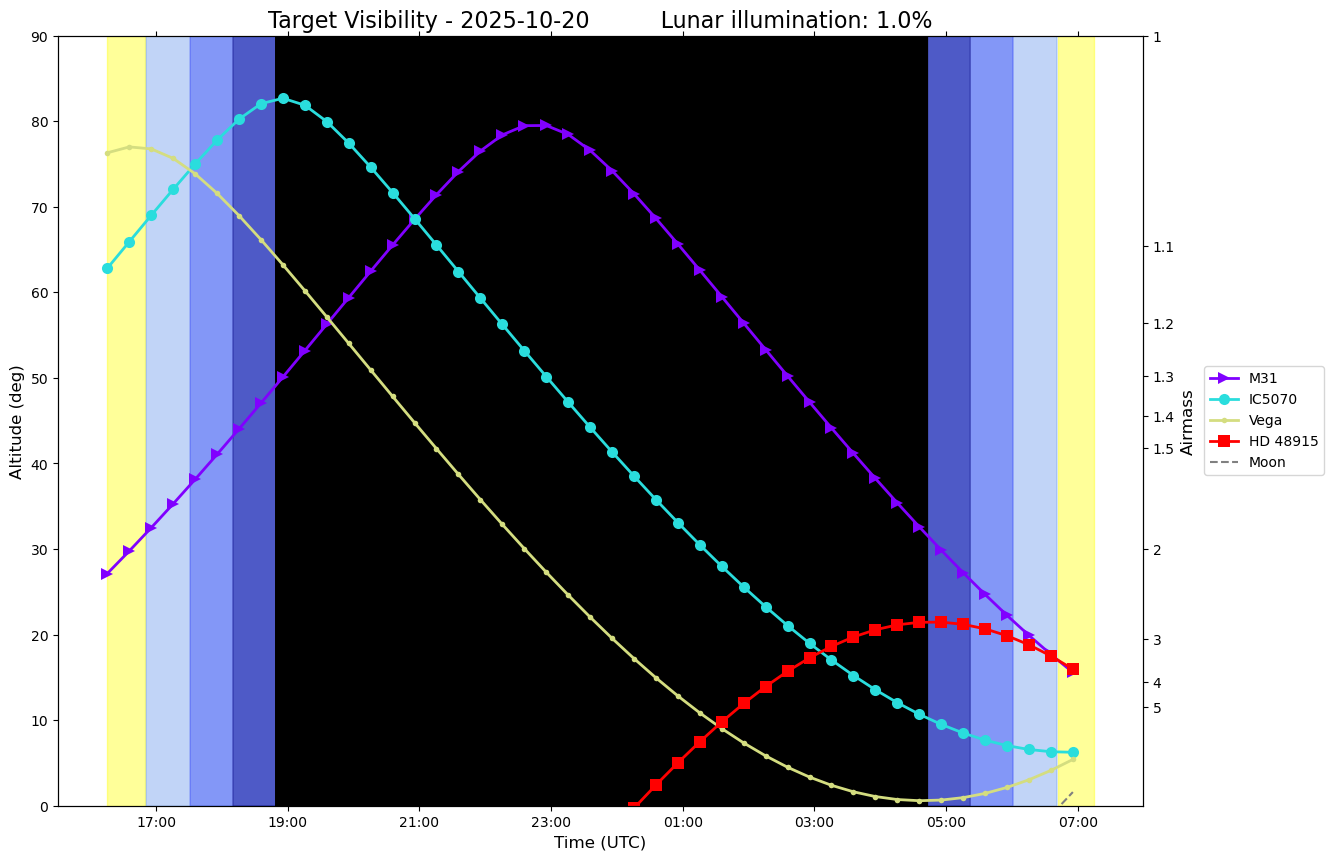 Target Visibility - 2025-10-20 Lunar illumination: 1.0%
Altitude (deg)
90
80
70
60
50
40
30
20
10
0
17:00 19:00 21:00 23:00 01:00 03:00 05:00 07:00
Time (UTC)
1
1.1
1.2
1.3
1.4
1.5
2
3
4
5
Airmass
M31
IC5070
Vega
HD 48915
Moon